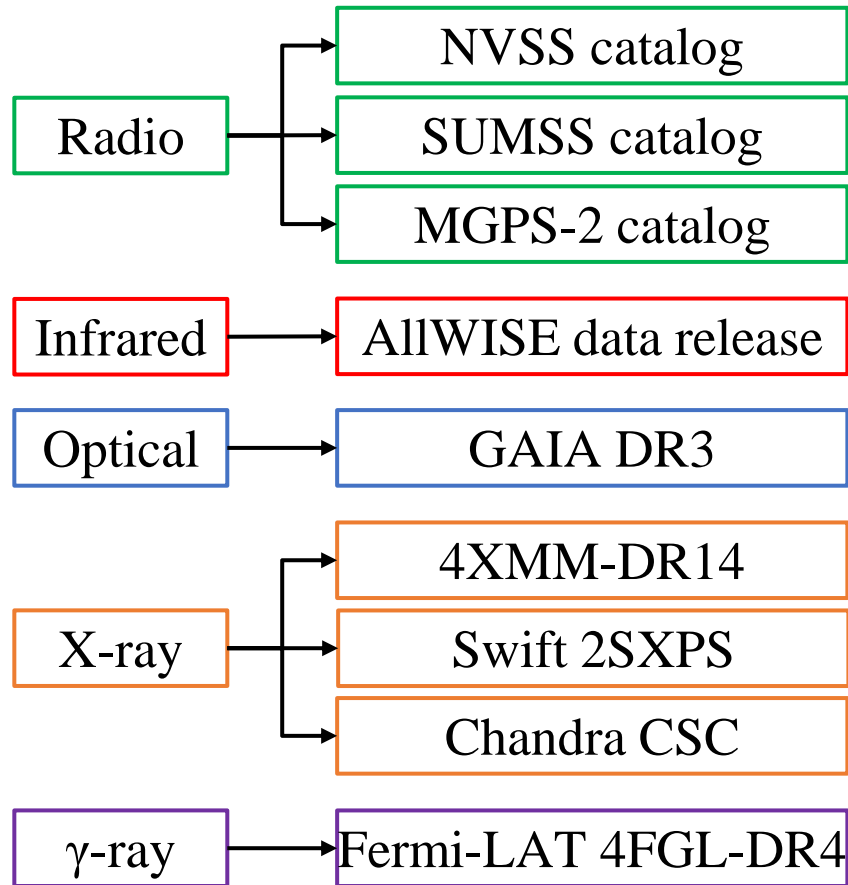 Radio
NVSS catalog
SUMSS catalog
MGPS-2 catalog
Infrared
AllWISE data release
Optical
GAIA DR3
X-ray
4XMM-DR14
Swift 2SXPS
Chandra CSC
γ-ray
Fermi-LAT 4FGL-DR4